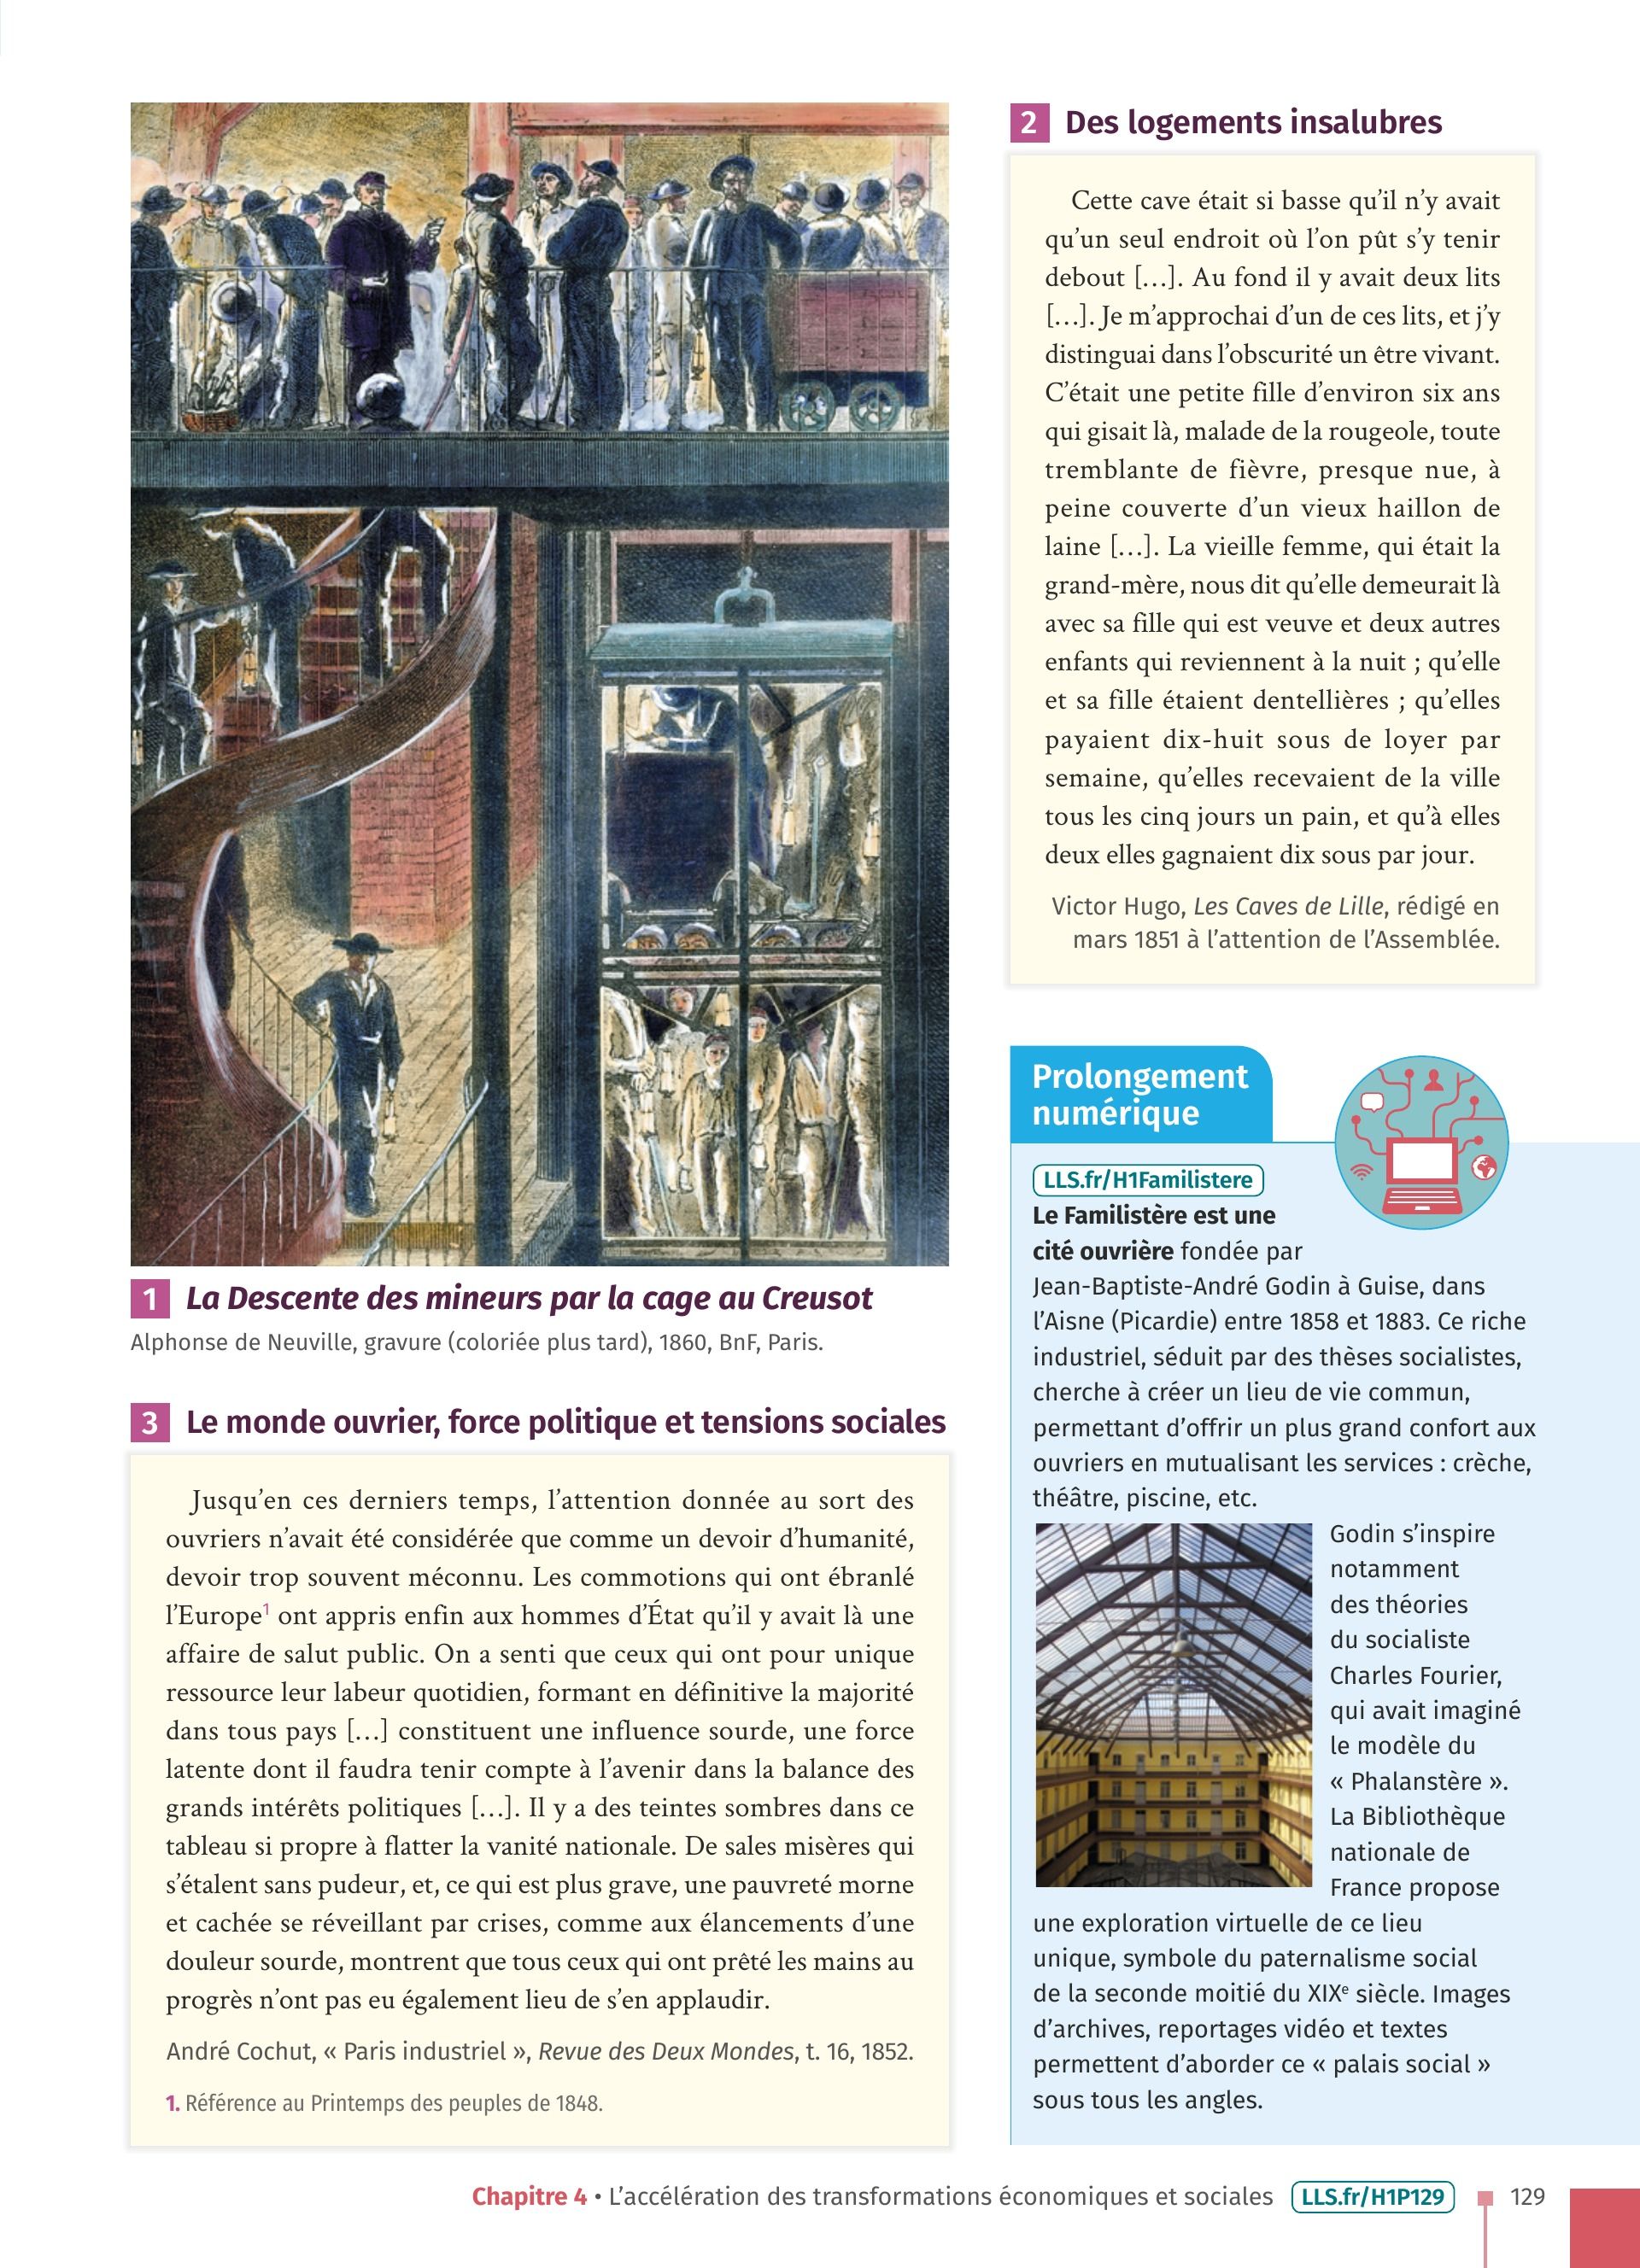 1 La Descente des mineurs par la cage au Creusot
Alphonse de Neuville, gravure (coloriée plus tard), 1860, BnF, Paris.
2 Des logements insalubres
Cette cave était si basse qu’il n’y avait
qu’un seul endroit où l’on pût s’y tenir
debout […]. Au fond il y avait deux lits
[…]. Je m’approchai d’un de ces lits, et j’y
distinguai dans l’obscurité un être vivant.
C’était une petite fille d’environ six ans
qui gisait là, malade de la rougeole, toute
tremblante de fièvre, presque nue, à
peine couverte d’un vieux haillon de
laine […]. La vieille femme, qui était la
grand-mère, nous dit qu’elle demeurait là
avec sa fille qui est veuve et deux autres
enfants qui reviennent à la nuit ; qu’elle
et sa fille étaient dentellières ; qu’elles
payaient dix-huit sous de loyer par
semaine, qu’elles recevaient de la ville
tous les cinq jours un pain, et qu’à elles
deux elles gagnaient dix sous par jour.
Victor Hugo, Les Caves de Lille, rédigé en
mars 1851 à l’attention de l’Assemblée.
3 Le monde ouvrier, force politique et tensions sociales
Jusqu’en ces derniers temps, l’attention donnée au sort des
ouvriers n’avait été considérée que comme un devoir d’humanité,
devoir trop souvent méconnu. Les commotions qui ont ébranlé
l’Europe1 ont appris enfin aux hommes d’État qu’il y avait là une
affaire de salut public. On a senti que ceux qui ont pour unique
ressource leur labeur quotidien, formant en définitive la majorité
dans tous pays […] constituent une influence sourde, une force
latente dont il faudra tenir compte à l’avenir dans la balance des
grands intérêts politiques […]. Il y a des teintes sombres dans ce
tableau si propre à flatter la vanité nationale. De sales misères qui
s’étalent sans pudeur, et, ce qui est plus grave, une pauvreté morne
et cachée se réveillant par crises, comme aux élancements d’une
douleur sourde, montrent que tous ceux qui ont prêté les mains au
progrès n’ont pas eu également lieu de s’en applaudir.
André Cochut, « Paris industriel », Revue des Deux Mondes, t. 16, 1852.
1. Référence au Printemps des peuples de 1848.
Prolongement
numérique
LLS.fr/H1Familistere
Le Familistère est une
cité ouvrière fondée par
Jean-Baptiste-André Godin à Guise, dans
l’Aisne (Picardie) entre 1858 et 1883. Ce riche
industriel, séduit par des thèses socialistes,
cherche à créer un lieu de vie commun,
permettant d’offrir un plus grand confort aux
ouvriers en mutualisant les services : crèche,
théâtre, piscine, etc.
Godin s’inspire
notamment
des théories
du socialiste
Charles Fourier,
qui avait imaginé
le modèle du
« Phalanstère ».
La Bibliothèque
nationale de
France propose
une exploration virtuelle de ce lieu
unique, symbole du paternalisme social
de la seconde moitié du XIXe siècle. Images
d’archives, reportages vidéo et textes
permettent d’aborder ce « palais social »
sous tous les angles.
Chapitre 4 • L’accélération des transformations économiques et sociales LLS.fr/H1P129 129